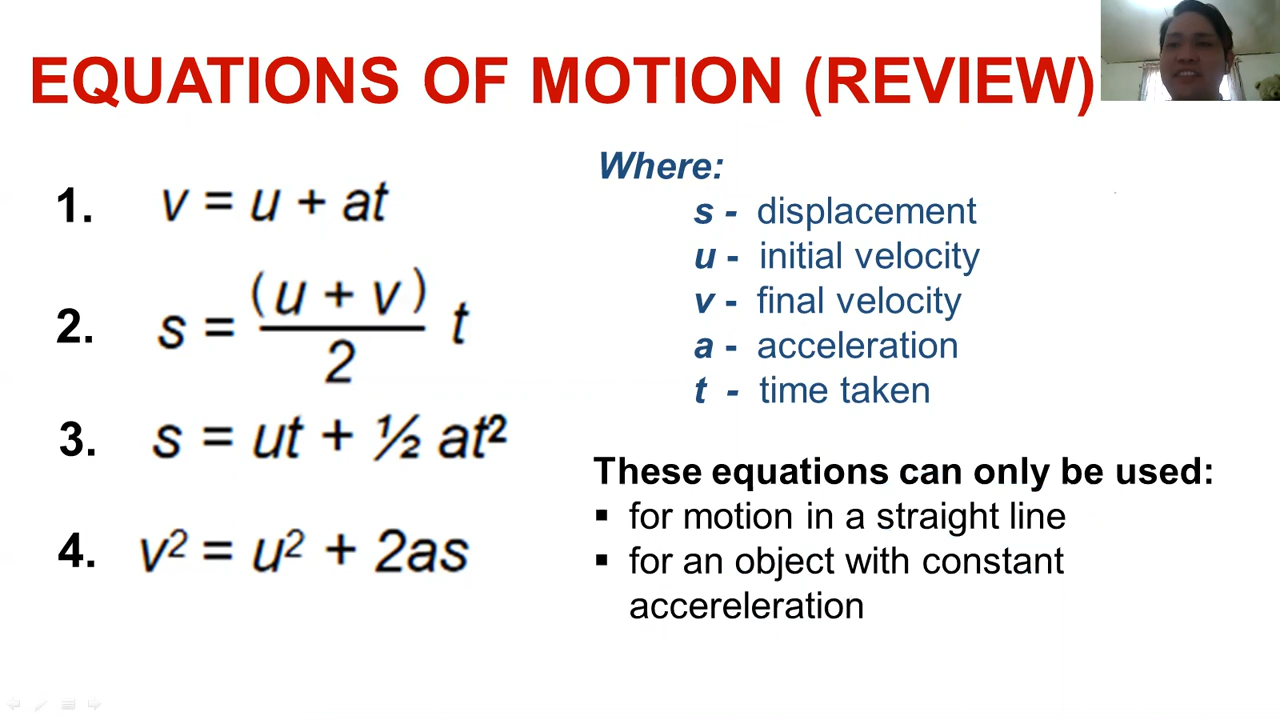 EQUATIONS OF MOTION (REVIEW)
1. v = u + at
2. s = (u + v)/2 t
3. s = ut + ½ at²
4. v² = u² + 2as
Where:
s - displacement
u - initial velocity
v - final velocity
a - acceleration
t - time taken
These equations can only be used:
▪ for motion in a straight line
▪ for an object with constant
accereleration